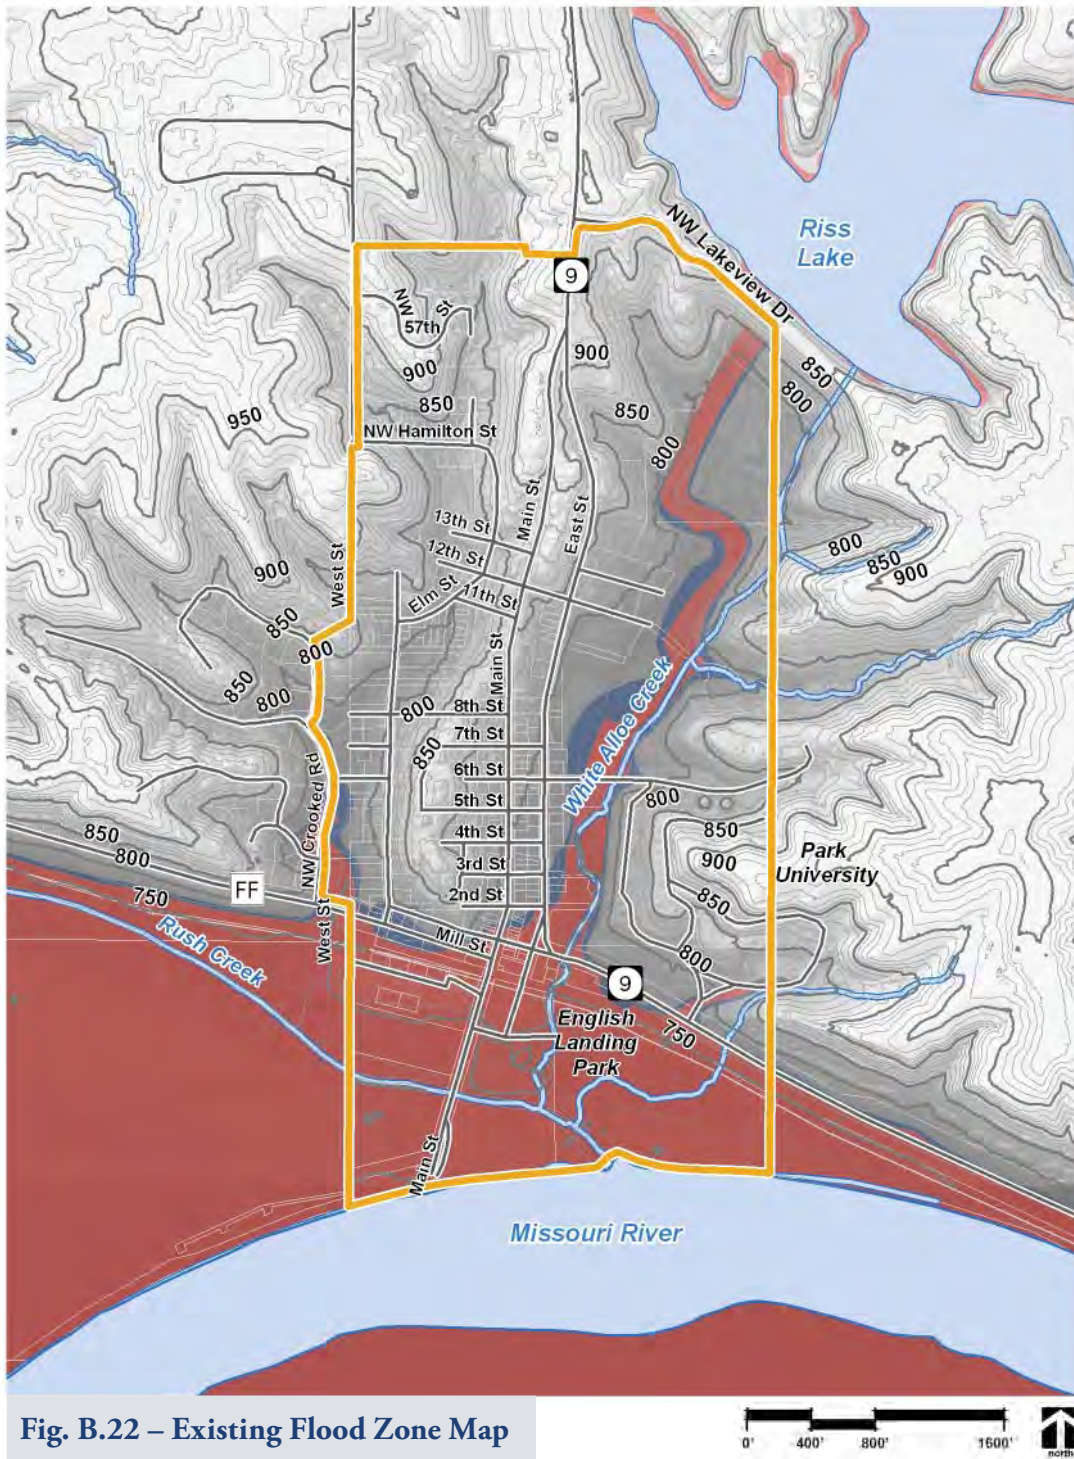 Riss
Lake
NW Lakeview Dr
9
NW
57th
St
900
900
850
850
850
800
950
850
800
NW Hamilton St
Main St
East St
13th St
12th St
11th St
Elm St
West St
900
850
800
850
800
800
850
900
Main St
White Alloe Creek
8th St
800
7th St
850
6th St
5th St
4th St
3rd St
2nd St
800
850
900
850
800
Park
University
NW Crooked Rd
850
800
750
FF
West St
Rush Creek
Mill St
9
750
English
Landing
Park
Main St
Missouri River
Fig. B.22 – Existing Flood Zone Map
0' 400' 800' 1600'
north